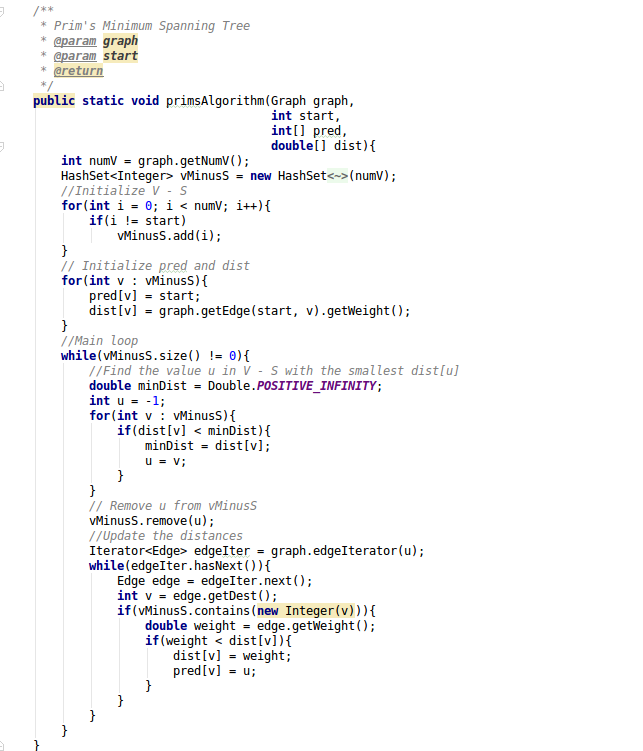 /**
 * Prim's Minimum Spanning Tree
 * @param graph
 * @param start
 * @return
 */
public static void primsAlgorithm(Graph graph,
                                  int start,
                                  int[] pred,
                                  double[] dist){
    int numV = graph.getNumV();
    HashSet<Integer> vMinusS = new HashSet<~>(numV);
    //Initialize V - S
    for(int i = 0; i < numV; i++){
        if(i != start)
            vMinusS.add(i);
    }
    // Initialize pred and dist
    for(int v : vMinusS){
        pred[v] = start;
        dist[v] = graph.getEdge(start, v).getWeight();
    }
    //Main loop
    while(vMinusS.size() != 0){
        //Find the value u in V - S with the smallest dist[u]
        double minDist = Double.POSITIVE_INFINITY;
        int u = -1;
        for(int v : vMinusS){
            if(dist[v] < minDist){
                minDist = dist[v];
                u = v;
            }
        }
        // Remove u from vMinusS
        vMinusS.remove(u);
        //Update the distances
        Iterator<Edge> edgeIter = graph.edgeIterator(u);
        while(edgeIter.hasNext()){
            Edge edge = edgeIter.next();
            int v = edge.getDest();
            if(vMinusS.contains(new Integer(v))){
                double weight = edge.getWeight();
                if(weight < dist[v]){
                    dist[v] = weight;
                    pred[v] = u;
                }
            }
        }
    }
}